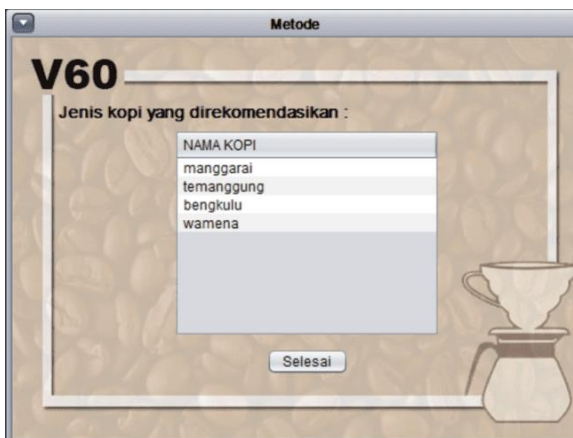 Metode
V60
Jenis kopi yang direkomendasikan :
NAMA KOPI
manggarai
temanggung
bengkulu
wamena
Selesai